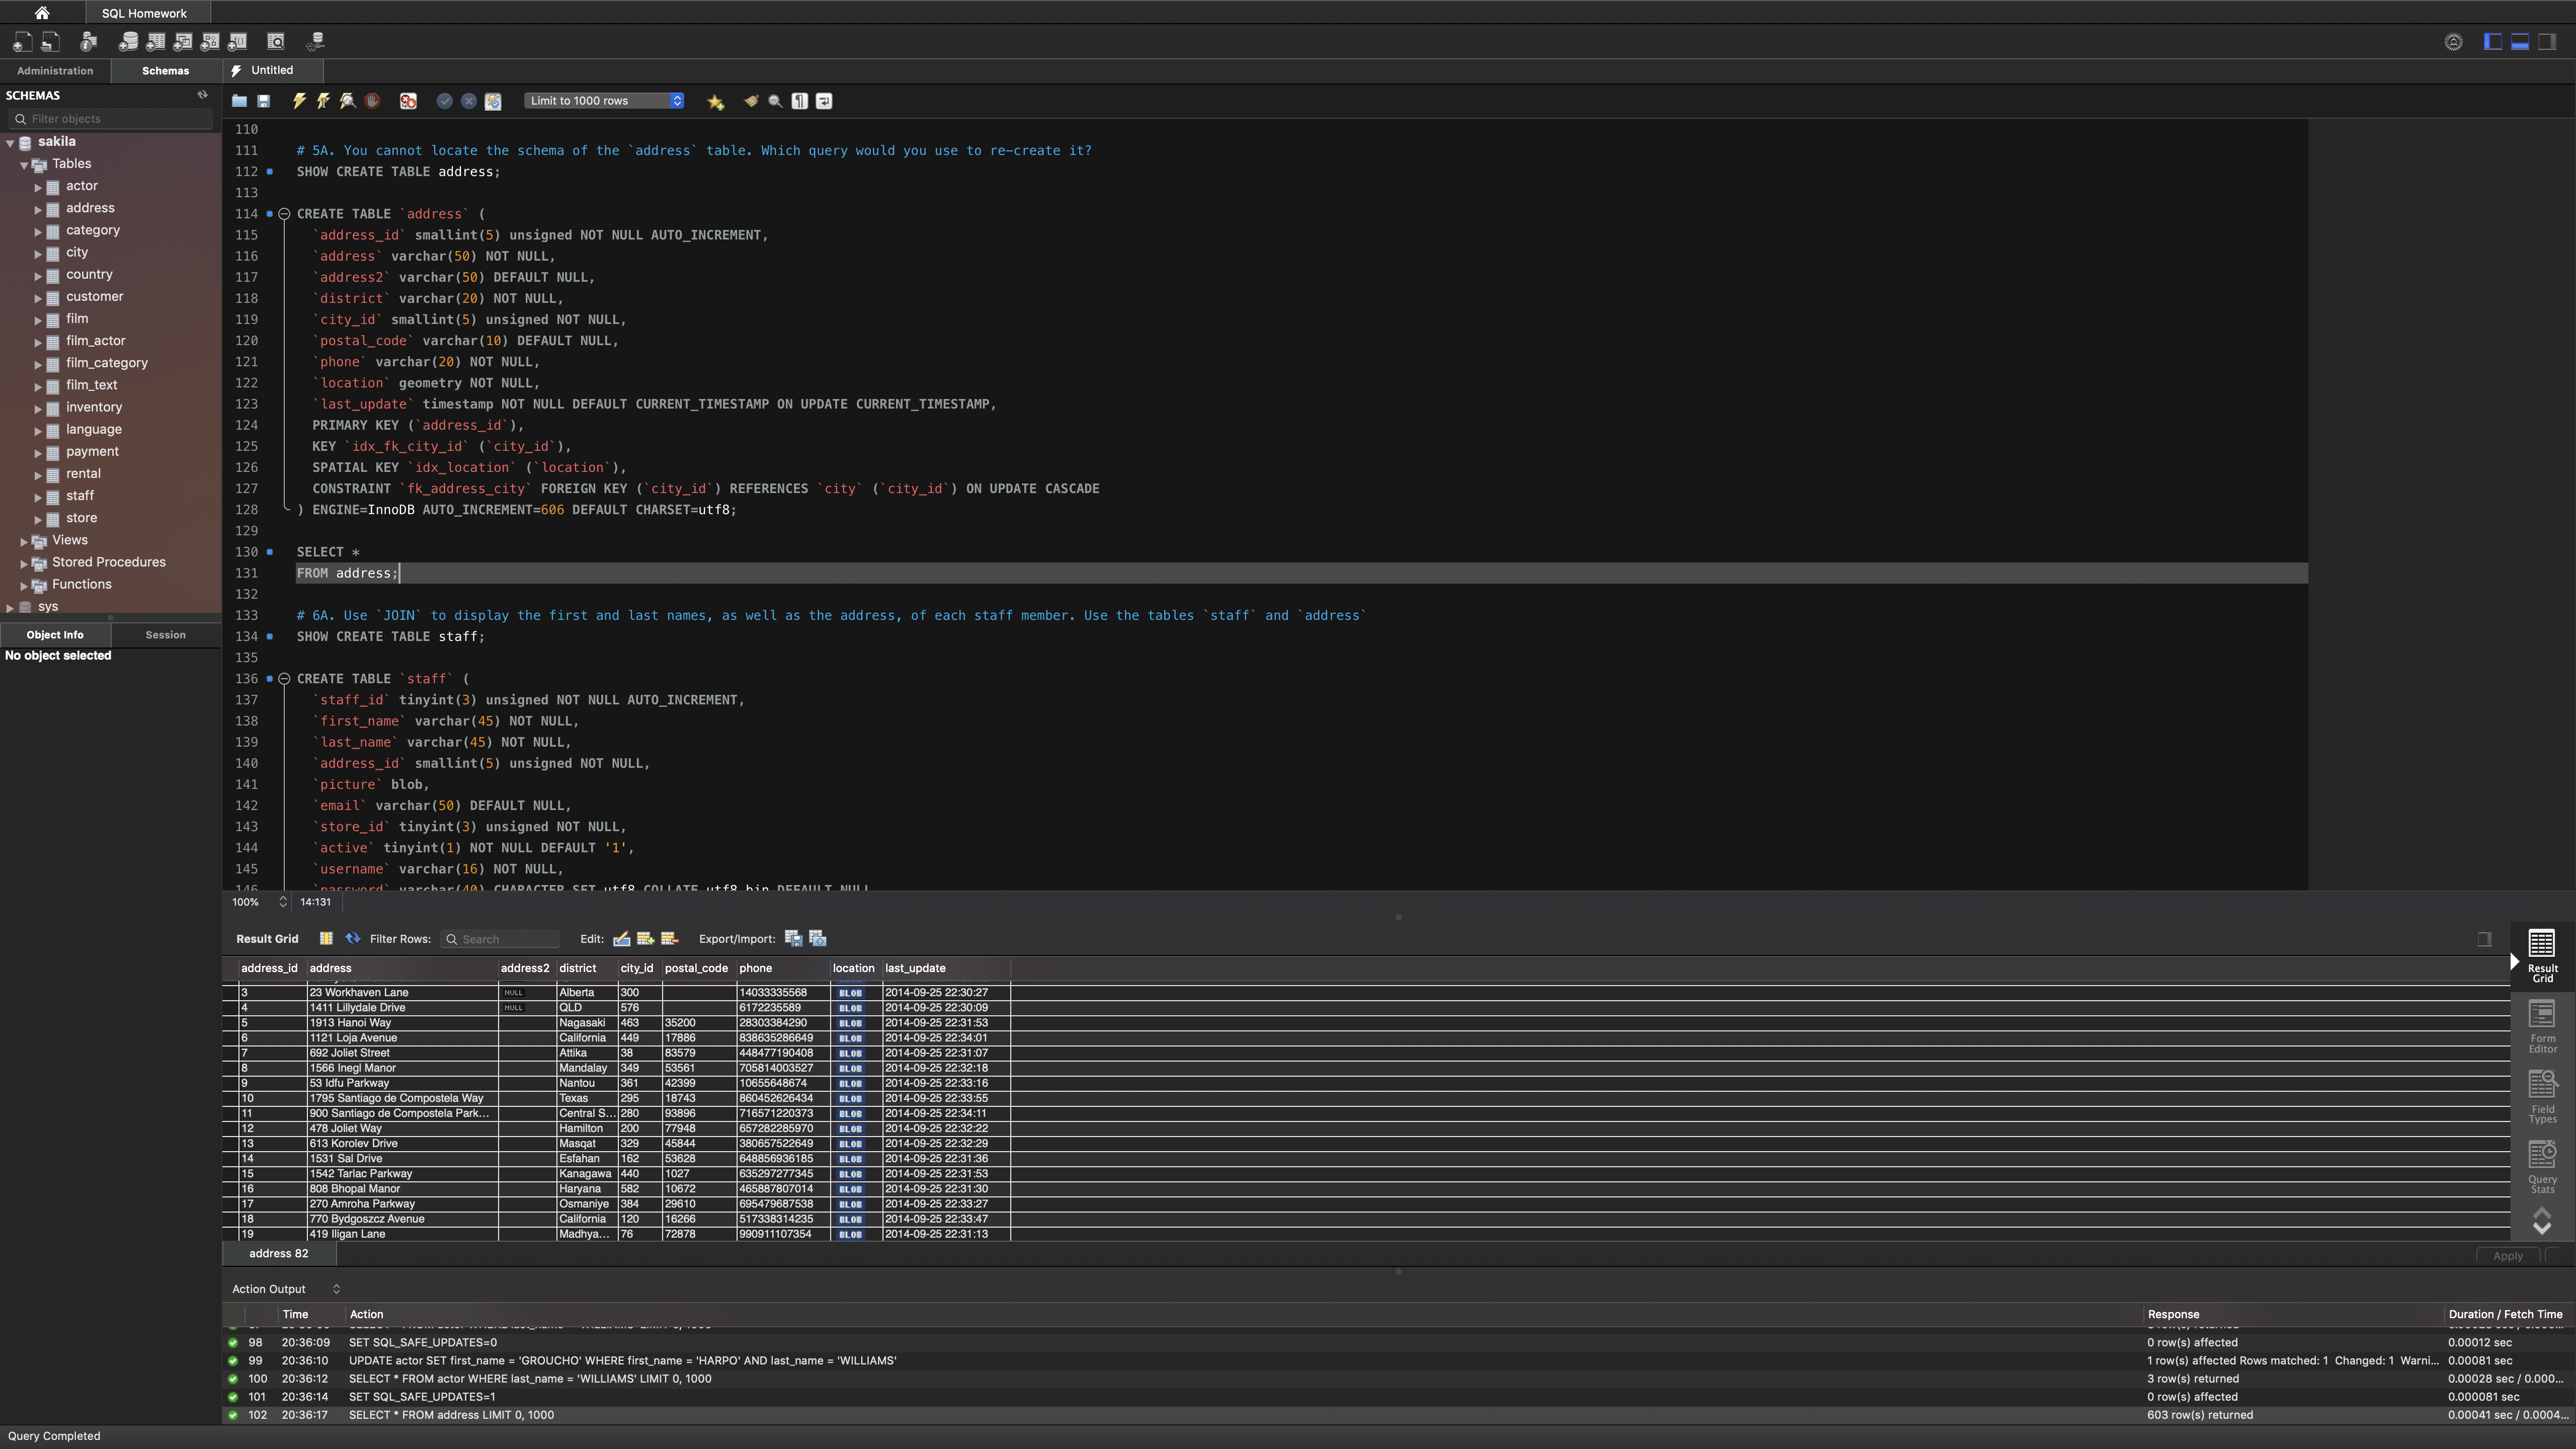 SQL Homework
Administration
Schemas
Untitled
SCHEMAS
Filter objects
Limit to 1000 rows
sakila
Tables
actor
address
category
city
country
customer
film
film_actor
film_category
film_text
inventory
language
payment
rental
staff
store
Views
Stored Procedures
Functions
sys
Object Info
Session
No object selected
110
111 # 5A. You cannot locate the schema of the `address` table. Which query would you use to re-create it?
112 SHOW CREATE TABLE address;
113
114 CREATE TABLE `address` (
115 `address_id` smallint(5) unsigned NOT NULL AUTO_INCREMENT,
116 `address` varchar(50) NOT NULL,
117 `address2` varchar(50) DEFAULT NULL,
118 `district` varchar(20) NOT NULL,
119 `city_id` smallint(5) unsigned NOT NULL,
120 `postal_code` varchar(10) DEFAULT NULL,
121 `phone` varchar(20) NOT NULL,
122 `location` geometry NOT NULL,
123 `last_update` timestamp NOT NULL DEFAULT CURRENT_TIMESTAMP ON UPDATE CURRENT_TIMESTAMP,
124 PRIMARY KEY (`address_id`),
125 KEY `idx_fk_city_id` (`city_id`),
126 SPATIAL KEY `idx_location` (`location`),
127 CONSTRAINT `fk_address_city` FOREIGN KEY (`city_id`) REFERENCES `city` (`city_id`) ON UPDATE CASCADE
128 ) ENGINE=InnoDB AUTO_INCREMENT=606 DEFAULT CHARSET=utf8;
129
130 SELECT *
131 FROM address;
132
133 # 6A. Use `JOIN` to display the first and last names, as well as the address, of each staff member. Use the tables `staff` and `address`
134 SHOW CREATE TABLE staff;
135
136 CREATE TABLE `staff` (
137 `staff_id` tinyint(3) unsigned NOT NULL AUTO_INCREMENT,
138 `first_name` varchar(45) NOT NULL,
139 `last_name` varchar(45) NOT NULL,
140 `address_id` smallint(5) unsigned NOT NULL,
141 `picture` blob,
142 `email` varchar(50) DEFAULT NULL,
143 `store_id` tinyint(3) unsigned NOT NULL,
144 `active` tinyint(1) NOT NULL DEFAULT '1',
145 `username` varchar(16) NOT NULL,
146 `password` varchar(40) CHARACTER SET utf8 COLLATE utf8_bin DEFAULT NULL
100% 14:131
Result Grid Filter Rows: Search Edit: Export/Import:
address_id address address2 district city_id postal_code phone location last_update
3 23 Workhaven Lane NULL Alberta 300 14033335568 BLOB 2014-09-25 22:30:27
4 1411 Lillydale Drive NULL QLD 576 6172235589 BLOB 2014-09-25 22:30:09
5 1913 Hanoi Way Nagasaki 463 35200 28303384290 BLOB 2014-09-25 22:31:53
6 1121 Loja Avenue California 449 17886 838635286649 BLOB 2014-09-25 22:34:01
7 692 Joliet Street Attika 38 83579 448477190408 BLOB 2014-09-25 22:31:07
8 1566 Inegl Manor Mandalay 349 53561 705814003527 BLOB 2014-09-25 22:32:18
9 53 Idfu Parkway Nantou 361 42399 10655648674 BLOB 2014-09-25 22:33:16
10 1795 Santiago de Compostela Way Texas 295 18743 860452626434 BLOB 2014-09-25 22:33:55
11 900 Santiago de Compostela Park... Central S... 280 93896 716571220373 BLOB 2014-09-25 22:34:11
12 478 Joliet Way Hamilton 200 77948 657282285970 BLOB 2014-09-25 22:32:22
13 613 Korolev Drive Masqat 329 45844 380657522649 BLOB 2014-09-25 22:32:29
14 1531 Sal Drive Esfahan 162 53628 648856936185 BLOB 2014-09-25 22:31:36
15 1542 Tarlac Parkway Kanagawa 440 1027 635297277345 BLOB 2014-09-25 22:31:53
16 808 Bhopal Manor Haryana 582 10672 465887807014 BLOB 2014-09-25 22:31:30
17 270 Amroha Parkway Osmaniye 384 29610 695479687538 BLOB 2014-09-25 22:33:27
18 770 Bydgoszcz Avenue California 120 16266 517338314235 BLOB 2014-09-25 22:33:47
19 419 Iligan Lane Madhya... 76 72878 990911107354 BLOB 2014-09-25 22:31:13
Result Grid
Form Editor
Field Types
Query Stats
address 82
Apply
Action Output
Time Action Response Duration / Fetch Time
98 20:36:09 SET SQL_SAFE_UPDATES=0 0 row(s) affected 0.00012 sec
99 20:36:10 UPDATE actor SET first_name = 'GROUCHO' WHERE first_name = 'HARPO' AND last_name = 'WILLIAMS' 1 row(s) affected Rows matched: 1 Changed: 1 Warni... 0.00081 sec
100 20:36:12 SELECT * FROM actor WHERE last_name = 'WILLIAMS' LIMIT 0, 1000 3 row(s) returned 0.00028 sec / 0.000...
101 20:36:14 SET SQL_SAFE_UPDATES=1 0 row(s) affected 0.000081 sec
102 20:36:17 SELECT * FROM address LIMIT 0, 1000 603 row(s) returned 0.00041 sec / 0.0004...
Query Completed